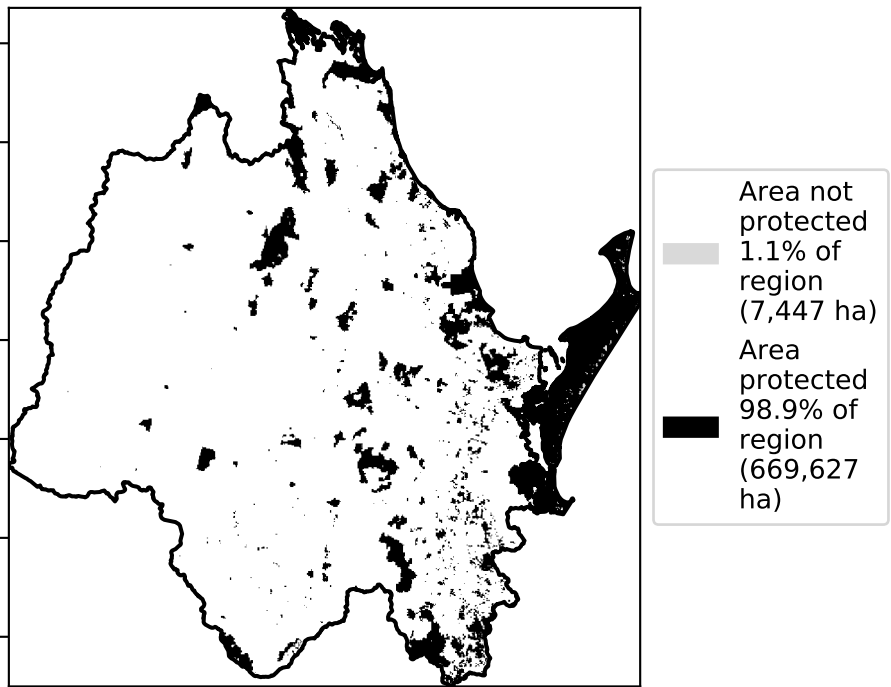 Area not
protected
1.1% of
region
(7,447 ha)
Area
protected
98.9% of
region
(669,627
ha)